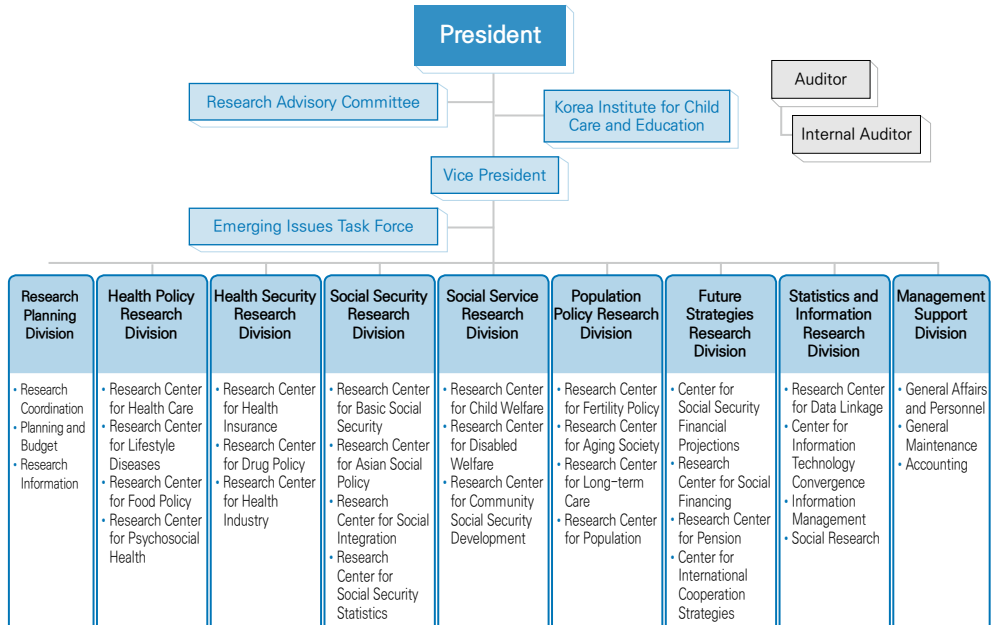 President
Research Advisory Committee
Korea Institute for Child
Care and Education
Auditor
Internal Auditor
Vice President
Emerging Issues Task Force
Research
Planning
Division
• Research
Coordination
• Planning and
Budget
• Research
Information
Health Policy
Research
Division
• Research Center
for Health Care
• Research Center
for Lifestyle
Diseases
• Research Center
for Food Policy
• Research Center
for Psychosocial
Health
Health Security
Research
Division
• Research Center
for Health
Insurance
• Research Center
for Drug Policy
• Research Center
for Health
Industry
Social Security
Research
Division
• Research Center
for Basic Social
Security
• Research Center
for Asian Social
Policy
• Research
Center for Social
Integration
• Research
Center for
Social Security
Statistics
Social Service
Research
Division
• Research Center
for Child Welfare
• Research Center
for Disabled
Welfare
• Research Center
for Community
Social Security
Development
Population
Policy Research
Division
• Research Center
for Fertility Policy
• Research Center
for Aging Society
• Research Center
for Long-term
Care
• Research Center
for Population
Future
Strategies
Research
Division
• Center for
Social Security
Financial
Projections
• Research
Center for Social
Financing
• Research Center
for Pension
• Center for
International
Cooperation
Strategies
Statistics and
Information
Research
Division
• Research Center
for Data Linkage
• Center for
Information
Technology
Convergence
• Information
Management
• Social Research
Management
Support
Division
• General Affairs
and Personnel
• General
Maintenance
• Accounting